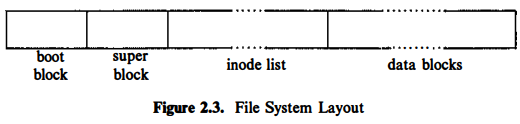 boot block
super block
inode list
data blocks
Figure 2.3. File System Layout